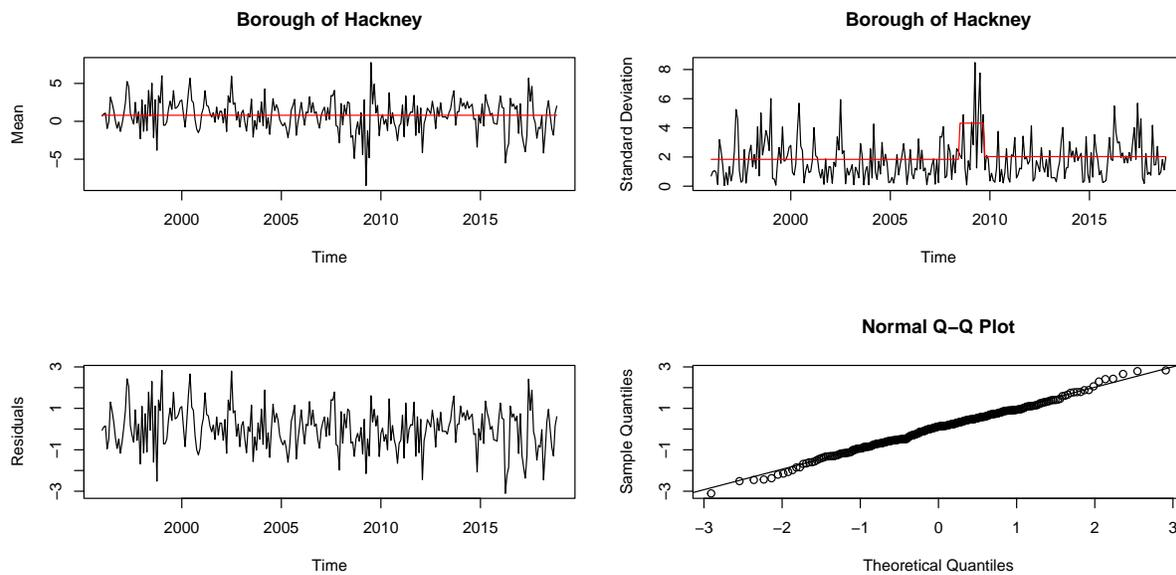 Borough of Hackney
Mean
5
0
−5
2000 2005 2010 2015
Time
Borough of Hackney
Standard Deviation
8
6
4
2
0
2000 2005 2010 2015
Time
Residuals
3
1
−1
−3
2000 2005 2010 2015
Time
Normal Q−Q Plot
Sample Quantiles
3
1
−1
−3
−3 −2 −1 0 1 2 3
Theoretical Quantiles